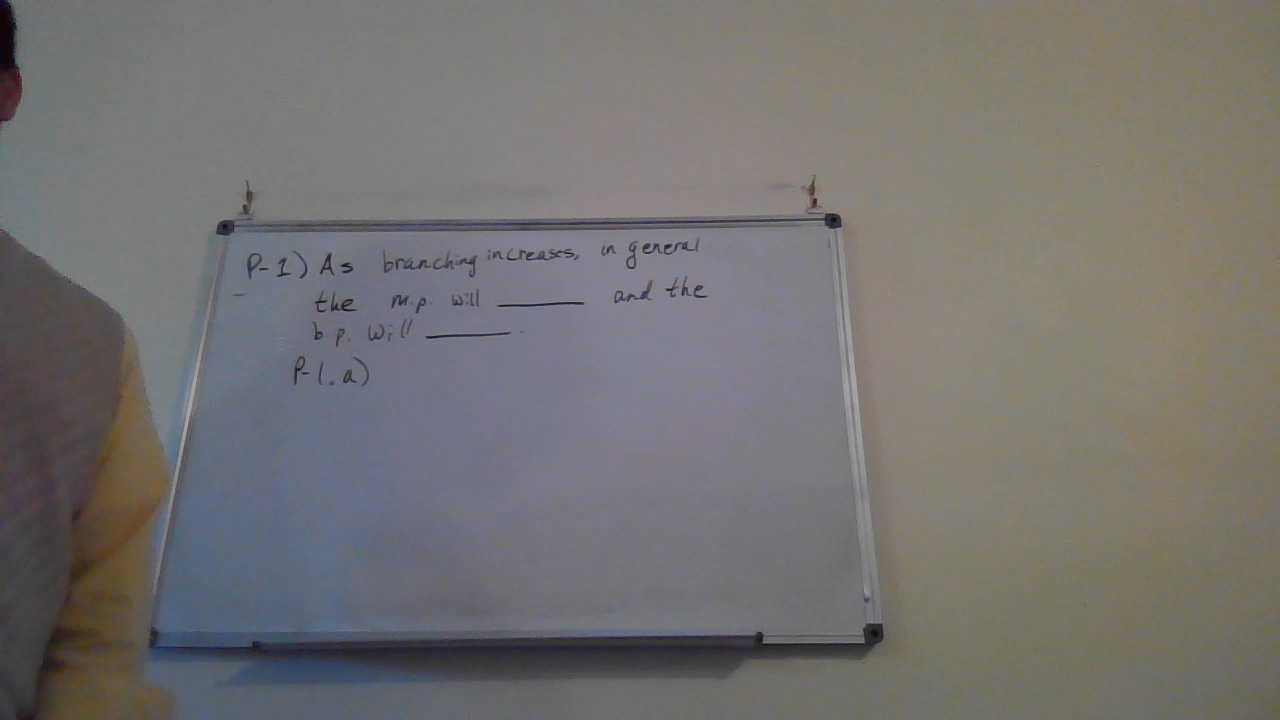 P-1) As branching increases, in general
the m.p. will ______ and the
b.p. will ______.
P-1.a)